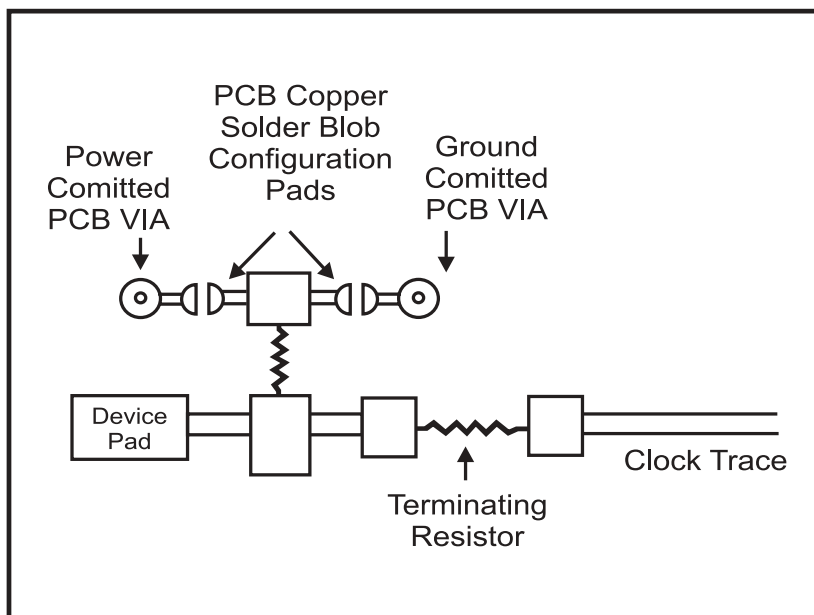 PCB Copper
Solder Blob
Configuration
Pads
Power
Comitted
PCB VIA
Ground
Comitted
PCB VIA
Device
Pad
Clock Trace
Terminating
Resistor